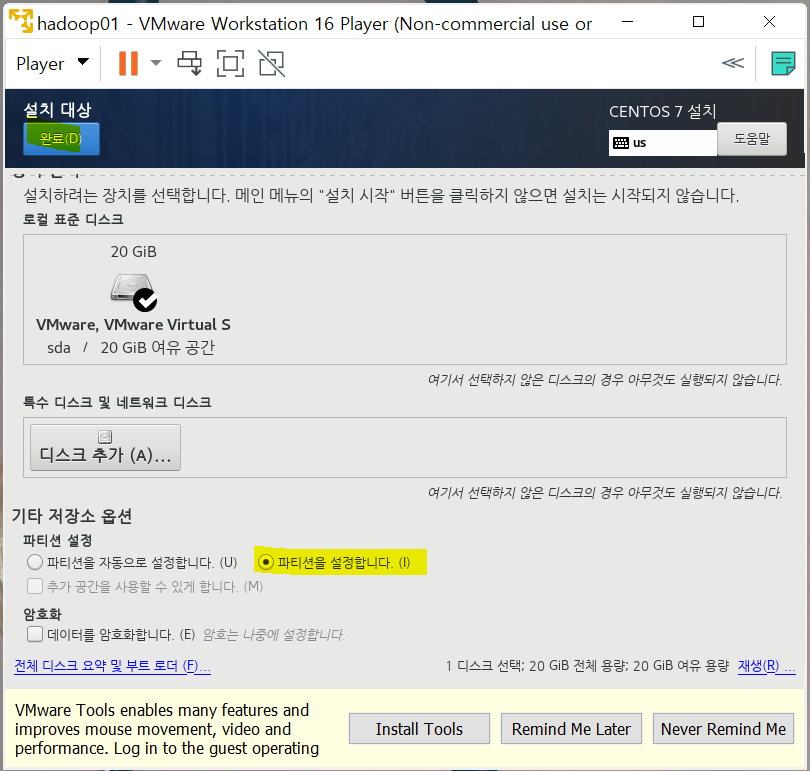 hadoop01 - VMware Workstation 16 Player (Non-commercial use or
Player
설치 대상
완료(D)
CENTOS 7 설치
us
도움말
설치하려는 장치를 선택합니다. 메인 메뉴의 "설치 시작" 버튼을 클릭하지 않으면 설치는 시작되지 않습니다.
로컬 표준 디스크
20 GiB
VMware, VMware Virtual S
sda / 20 GiB 여유 공간
여기서 선택하지 않은 디스크의 경우 아무것도 실행되지 않습니다.
특수 디스크 및 네트워크 디스크
디스크 추가 (A)...
여기서 선택하지 않은 디스크의 경우 아무것도 실행되지 않습니다.
기타 저장소 옵션
파티션 설정
파티션을 자동으로 설정합니다. (U) 파티션을 설정합니다. (I)
추가 공간을 사용할 수 있게 합니다. (M)
암호화
데이터를 암호화합니다. (E) 암호는 나중에 설정합니다.
전체 디스크 요약 및 부트 로더 (F)... 1 디스크 선택; 20 GiB 전체 용량; 20 GiB 여유 용량 재생(R) ...
VMware Tools enables many features and
improves mouse movement, video and
performance. Log in to the guest operating
Install Tools Remind Me Later Never Remind Me